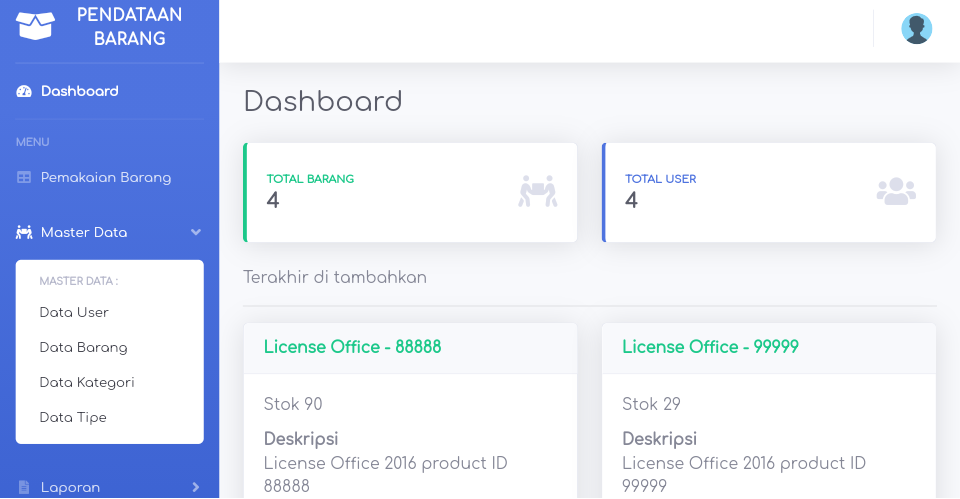 PENDATAAN
BARANG
Dashboard
MENU
Pemakaian Barang
Master Data
MASTER DATA :
Data User
Data Barang
Data Kategori
Data Tipe
Laporan
Dashboard
TOTAL BARANG
4
TOTAL USER
4
Terakhir di tambahkan
License Office - 88888
Stok 90
Deskripsi
License Office 2016 product ID
88888
License Office - 99999
Stok 29
Deskripsi
License Office 2016 product ID
99999